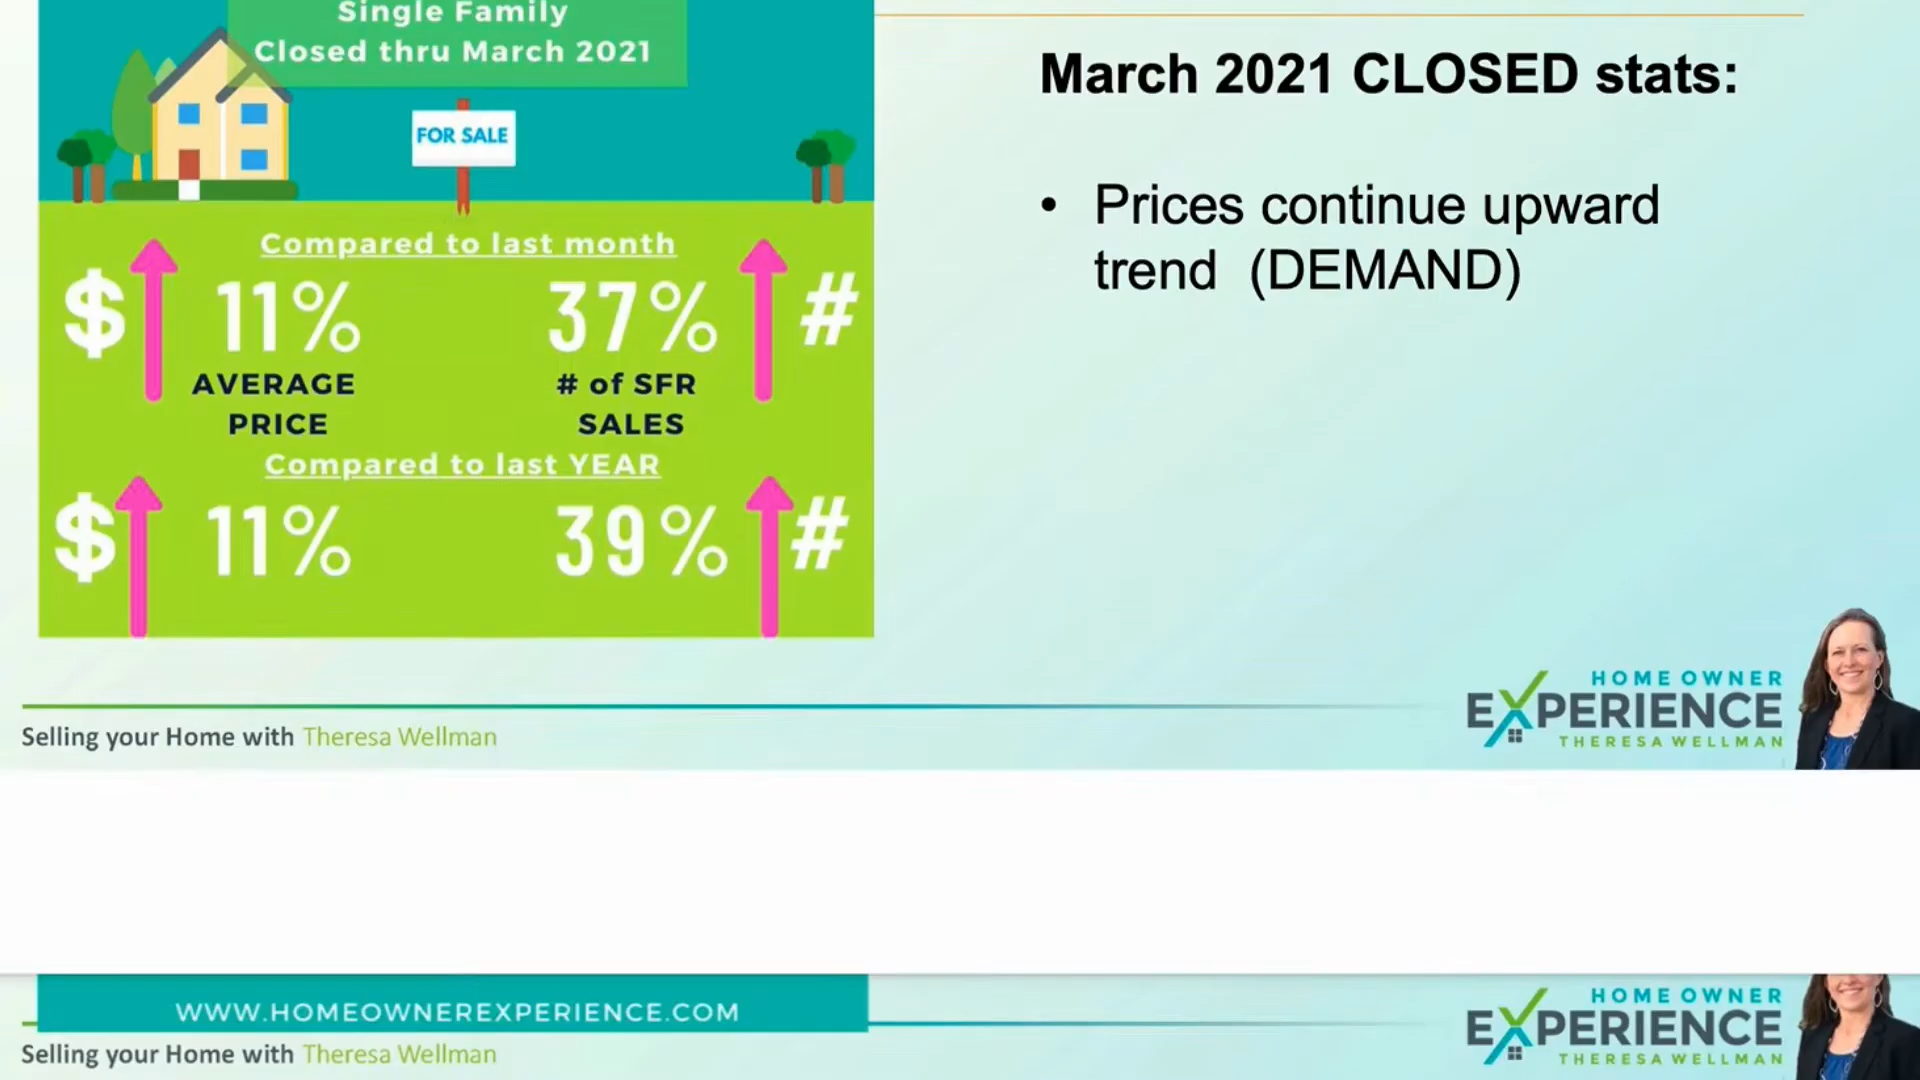 Single Family
Closed thru March 2021
FOR SALE
Compared to last month
$ 11% 37% #
AVERAGE PRICE
# of SFR SALES
Compared to last YEAR
$ 11% 39% #
March 2021 CLOSED stats:
• Prices continue upward
trend (DEMAND)
Selling your Home with Theresa Wellman
HOME OWNER
EXPERIENCE
THERESA WELLMAN
WWW.HOMEOWNEREXPERIENCE.COM
Selling your Home with Theresa Wellman
HOME OWNER
EXPERIENCE
THERESA WELLMAN